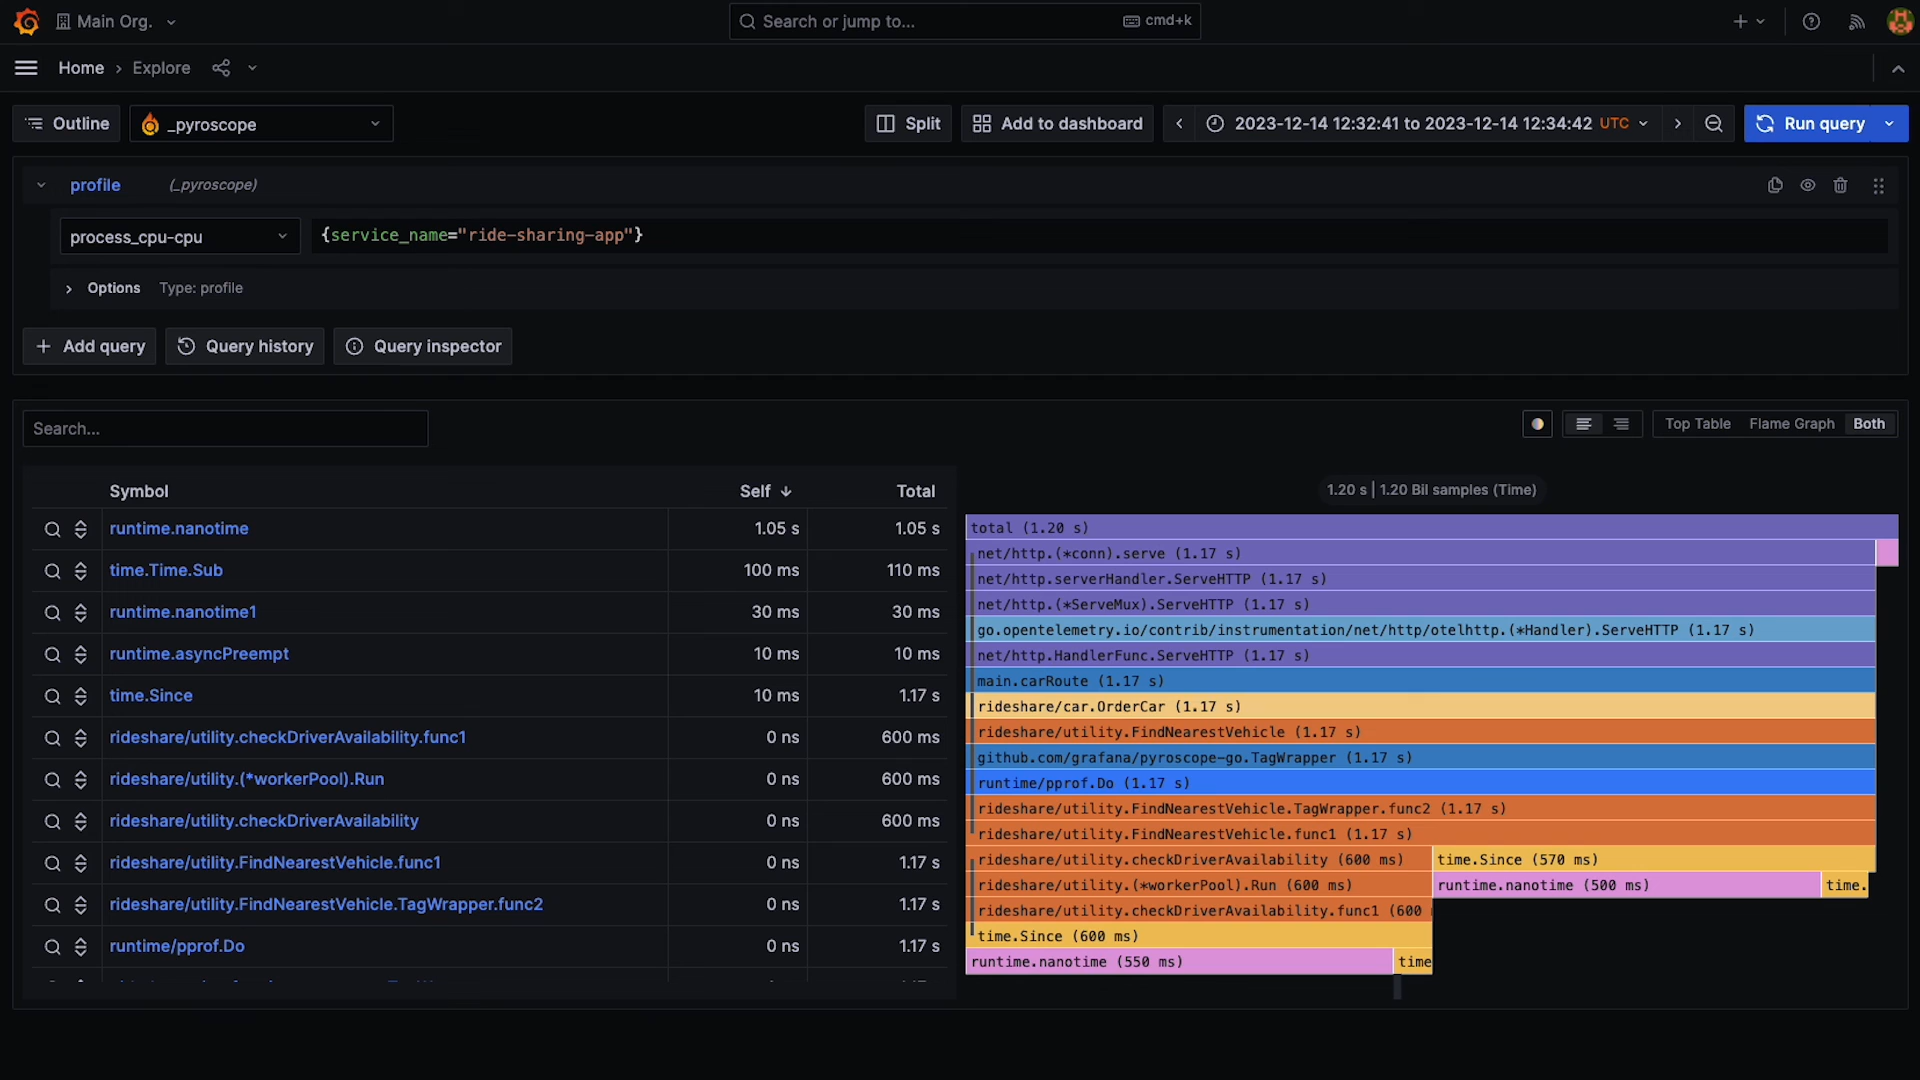 Main Org.
Search or jump to...
cmd+k
Home › Explore
Outline
_pyroscope
Split
Add to dashboard
2023-12-14 12:32:41 to 2023-12-14 12:34:42 UTC
Run query
profile (_pyroscope)
process_cpu-cpu
{service_name="ride-sharing-app"}
Options Type: profile
Add query
Query history
Query inspector
Search...
Top Table
Flame Graph
Both
Symbol Self Total
runtime.nanotime 1.05 s 1.05 s
time.Time.Sub 100 ms 110 ms
runtime.nanotime1 30 ms 30 ms
runtime.asyncPreempt 10 ms 10 ms
time.Since 10 ms 1.17 s
rideshare/utility.checkDriverAvailability.func1 0 ns 600 ms
rideshare/utility.(*workerPool).Run 0 ns 600 ms
rideshare/utility.checkDriverAvailability 0 ns 600 ms
rideshare/utility.FindNearestVehicle.func1 0 ns 1.17 s
rideshare/utility.FindNearestVehicle.TagWrapper.func2 0 ns 1.17 s
runtime/pprof.Do 0 ns 1.17 s
1.20 s | 1.20 Bil samples (Time)
total (1.20 s)
net/http.(*conn).serve (1.17 s)
net/http.serverHandler.ServeHTTP (1.17 s)
net/http.(*ServeMux).ServeHTTP (1.17 s)
go.opentelemetry.io/contrib/instrumentation/net/http/otelhttp.(*Handler).ServeHTTP (1.17 s)
net/http.HandlerFunc.ServeHTTP (1.17 s)
main.carRoute (1.17 s)
rideshare/car.OrderCar (1.17 s)
rideshare/utility.FindNearestVehicle (1.17 s)
github.com/grafana/pyroscope-go.TagWrapper (1.17 s)
runtime/pprof.Do (1.17 s)
rideshare/utility.FindNearestVehicle.TagWrapper.func2 (1.17 s)
rideshare/utility.FindNearestVehicle.func1 (1.17 s)
rideshare/utility.checkDriverAvailability (600 ms) time.Since (570 ms)
rideshare/utility.(*workerPool).Run (600 ms) runtime.nanotime (500 ms) time.
rideshare/utility.checkDriverAvailability.func1 (600
time.Since (600 ms)
runtime.nanotime (550 ms) time